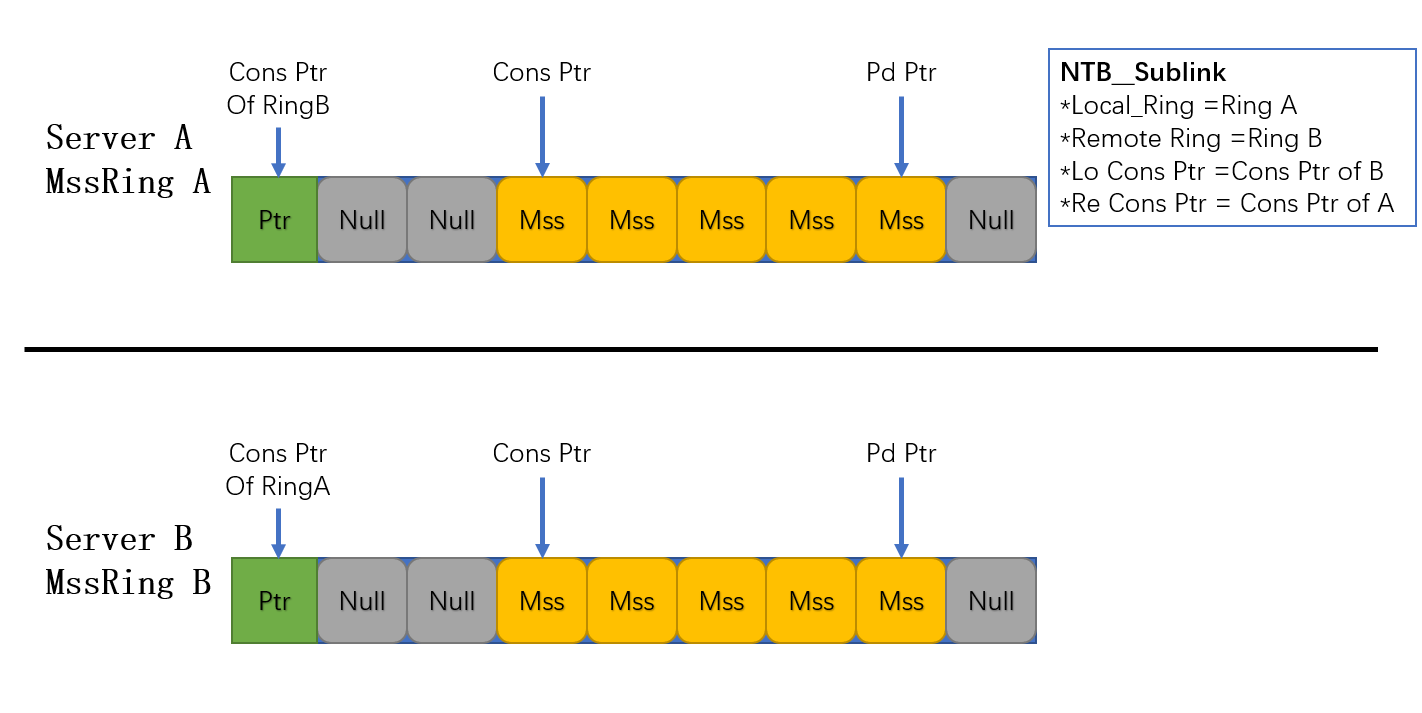 Cons Ptr
Of RingB
Cons Ptr
Pd Ptr
Server A
MssRing A
Ptr
Null
Null
Mss
Mss
Mss
Mss
Mss
Null
NTB__Sublink
*Local_Ring =Ring A
*Remote Ring =Ring B
*Lo Cons Ptr =Cons Ptr of B
*Re Cons Ptr = Cons Ptr of A
Cons Ptr
Of RingA
Cons Ptr
Pd Ptr
Server B
MssRing B
Ptr
Null
Null
Mss
Mss
Mss
Mss
Mss
Null